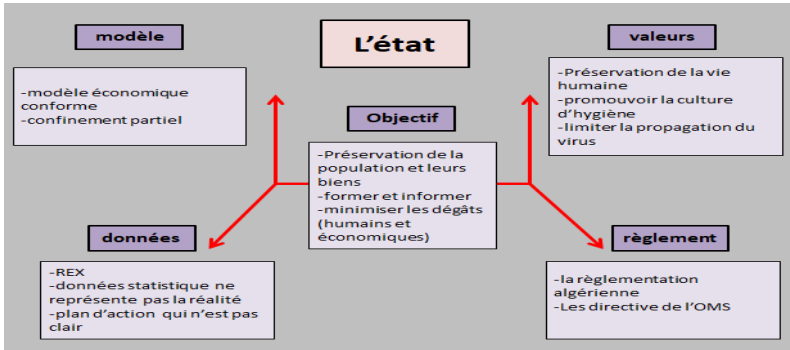 L'état
modèle
-modèle économique
conforme
-confinement partiel
valeurs
-Préservation de la vie
humaine
-promouvoir la culture
d'hygiène
-limiter la propagation du
virus
Objectif
-Préservation de la
population et leurs
biens
-former et informer
-minimiser les dégâts
(humains et
économiques)
données
-REX
-données statistique ne
représente pas la réalité
-plan d'action qui n'est pas
clair
règlement
-la règlementation
algérienne
-Les directive de l'OMS